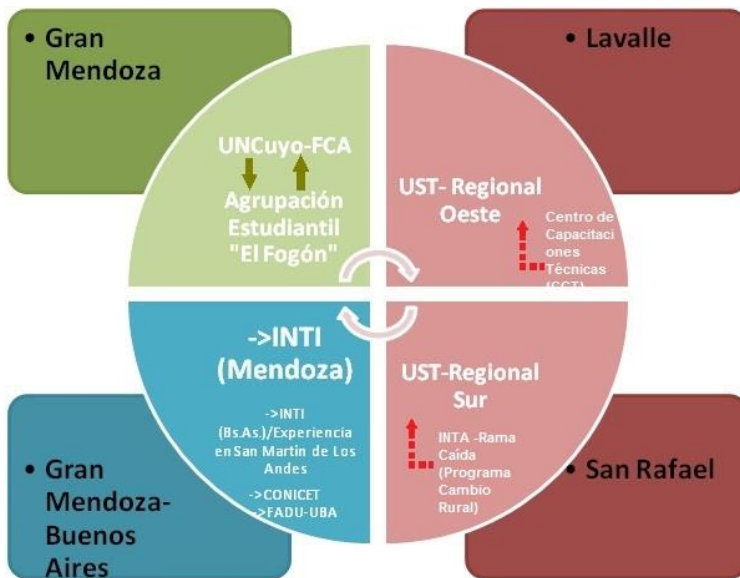 • Gran
Mendoza
• Lavalle
UNCuyo-FCA
Agrupación
Estudiantil
"El Fogón"
UST- Regional
Oeste
Centro de
Capacitaci
ones
Técnicas
(CCT)
->INTI
(Mendoza)
->INTI
(Bs.As.)/Experiencia
en San Martin de Los
Andes
->CONICET
->FADU-UBA
UST-Regional
Sur
INTA -Rama
Caída
(Programa
Cambio
Rural)
• Gran
Mendoza-
Buenos
Aires
• San Rafael